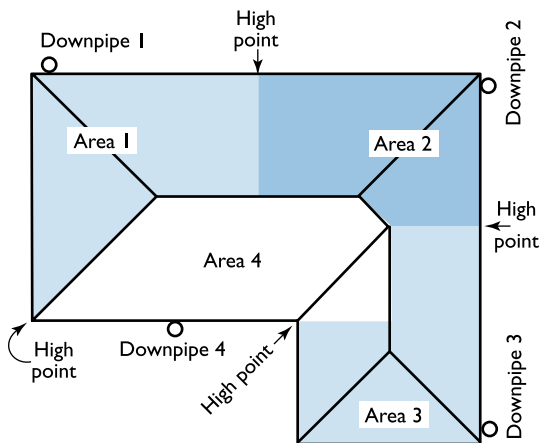 Downpipe 1
High
point
Downpipe 2
Area 1
Area 2
High
point
Area 4
High
point
Downpipe 4
High point
Area 3
Downpipe 3